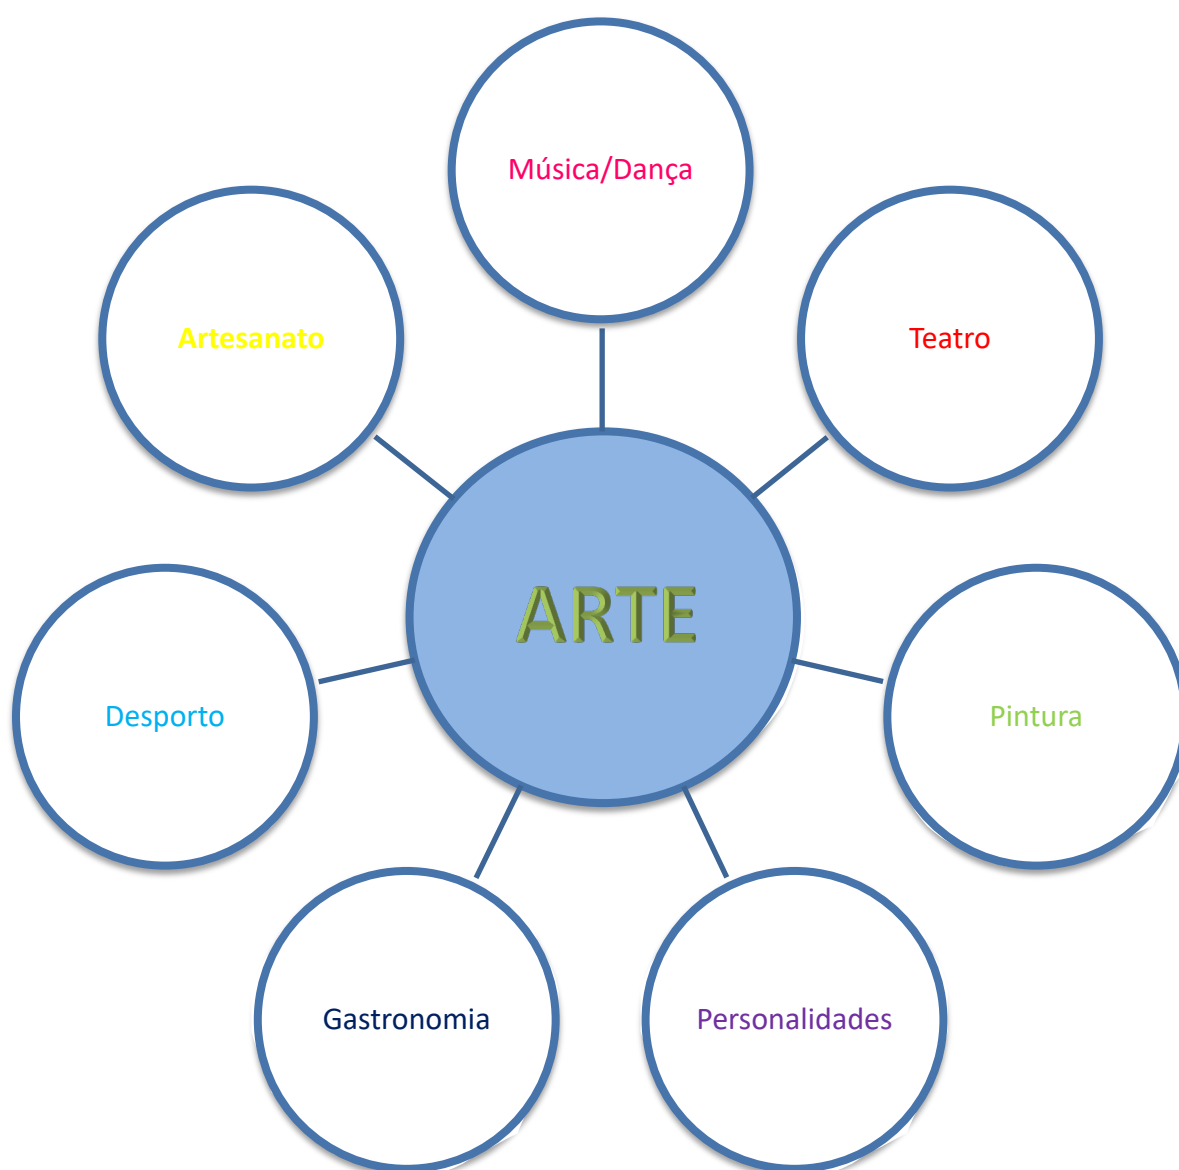 Música/Dança
Artesanato
Teatro
ARTE
Desporto
Pintura
Gastronomia
Personalidades